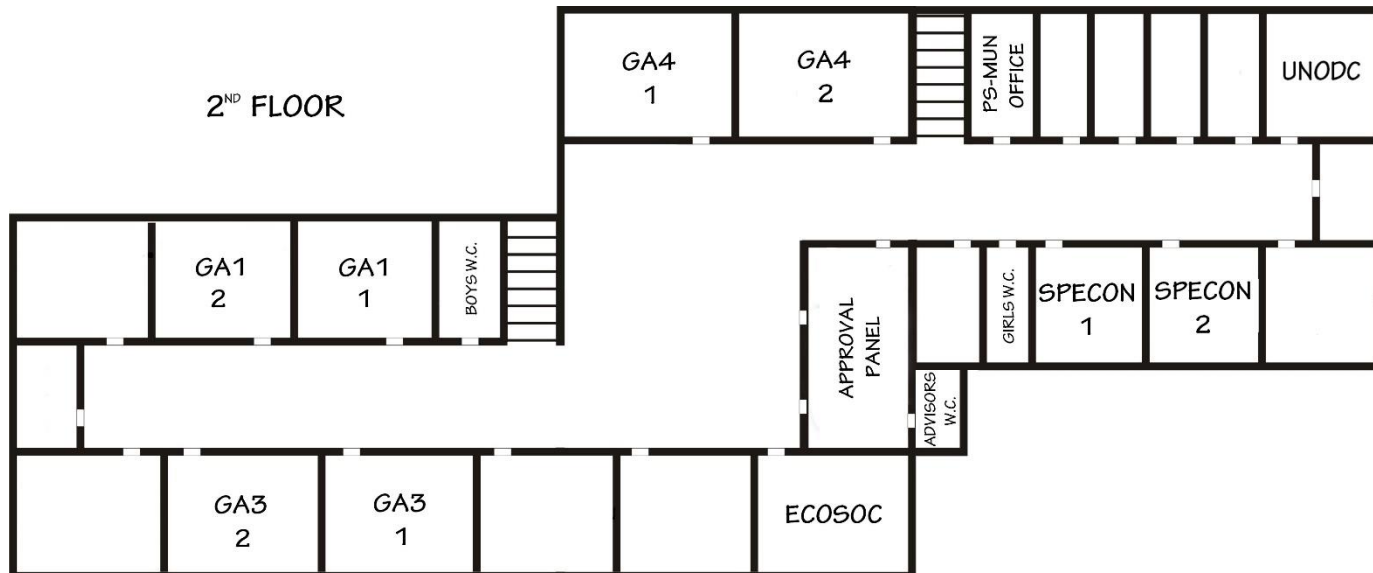 2ND FLOOR
GA4
1
GA4
2
PS-MUN
OFFICE
UNODC
GA1
2
GA1
1
BOYS W.C.
APPROVAL
PANEL
GIRLS W.C.
SPECON
1
SPECON
2
ADVISORS
W.C.
GA3
2
GA3
1
ECOSOC